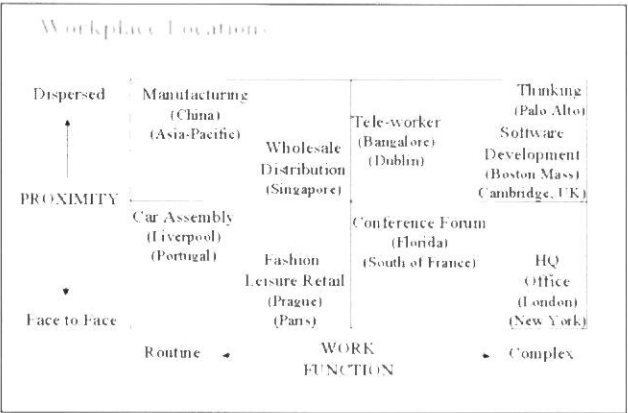 Workplace Locations
Dispersed
PROXIMITY
Face to Face
Manufacturing
(China)
(Asia-Pacific)
Wholesale
Distribution
(Singapore)
Tele-worker
(Bangalore)
(Dublin)
Thinking
(Palo Alto)
Software
Development
(Boston Mass)
Cambridge, UK)
Car Assembly
(Liverpool)
(Portugal)
Fashion
Leisure Retail
(Prague)
(Paris)
Conference Forum
(Florida)
(South of France)
HQ
Office
(London)
(New York)
Routine
WORK
FUNCTION
Complex